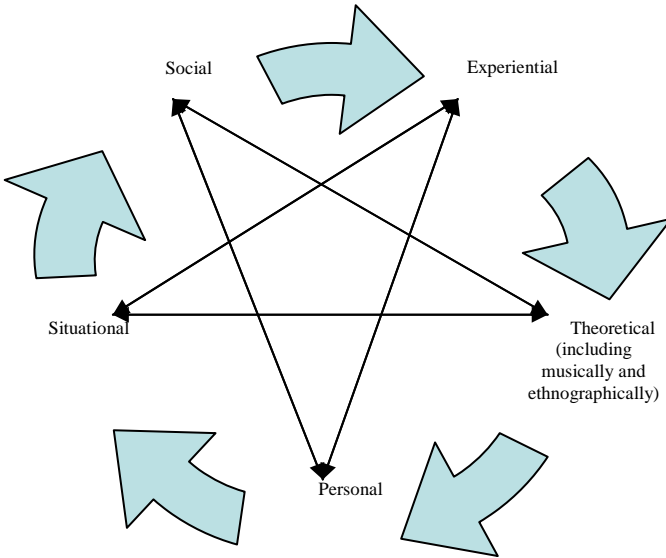 Social
Experiential
Situational
Theoretical
(including
musically and
ethnographically)
Personal